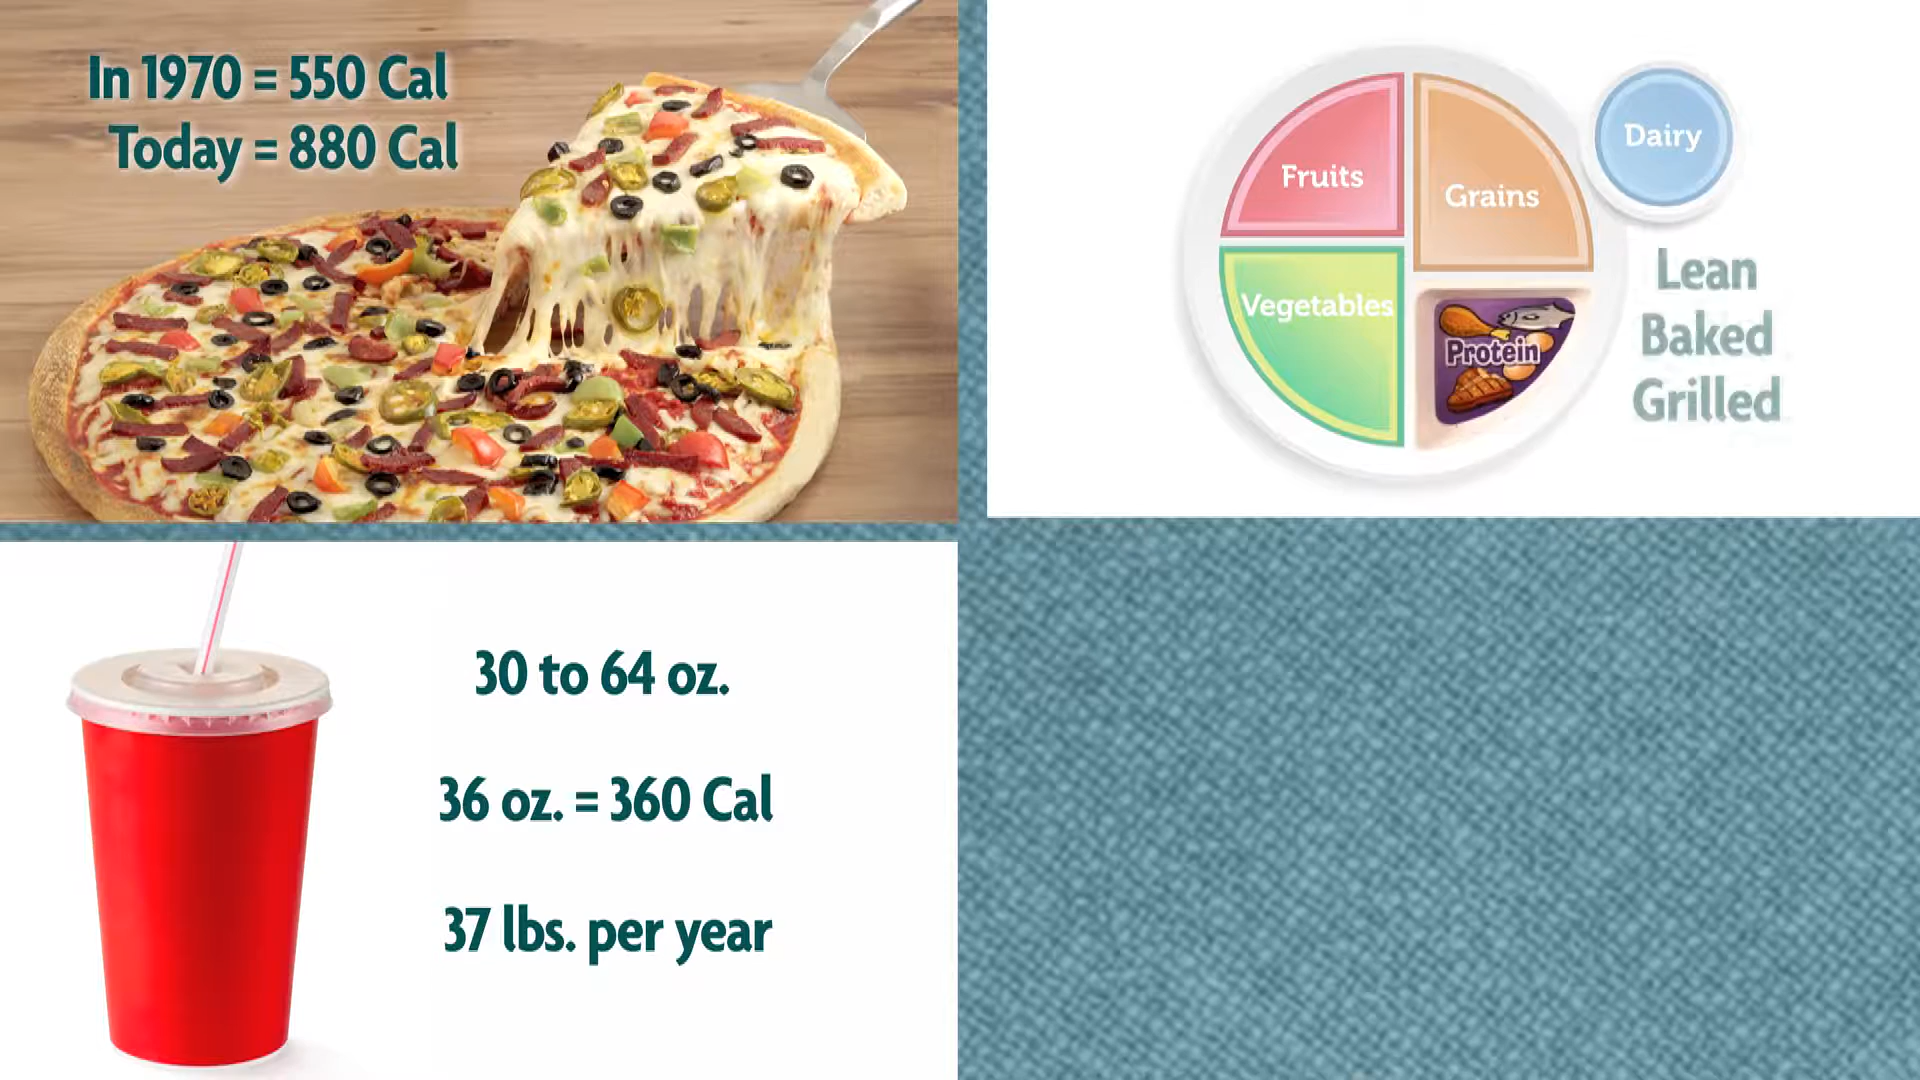 In 1970 = 550 Cal
Today = 880 Cal
Fruits
Grains
Dairy
Vegetables
Protein
Lean
Baked
Grilled
30 to 64 oz.
36 oz. = 360 Cal
37 lbs. per year